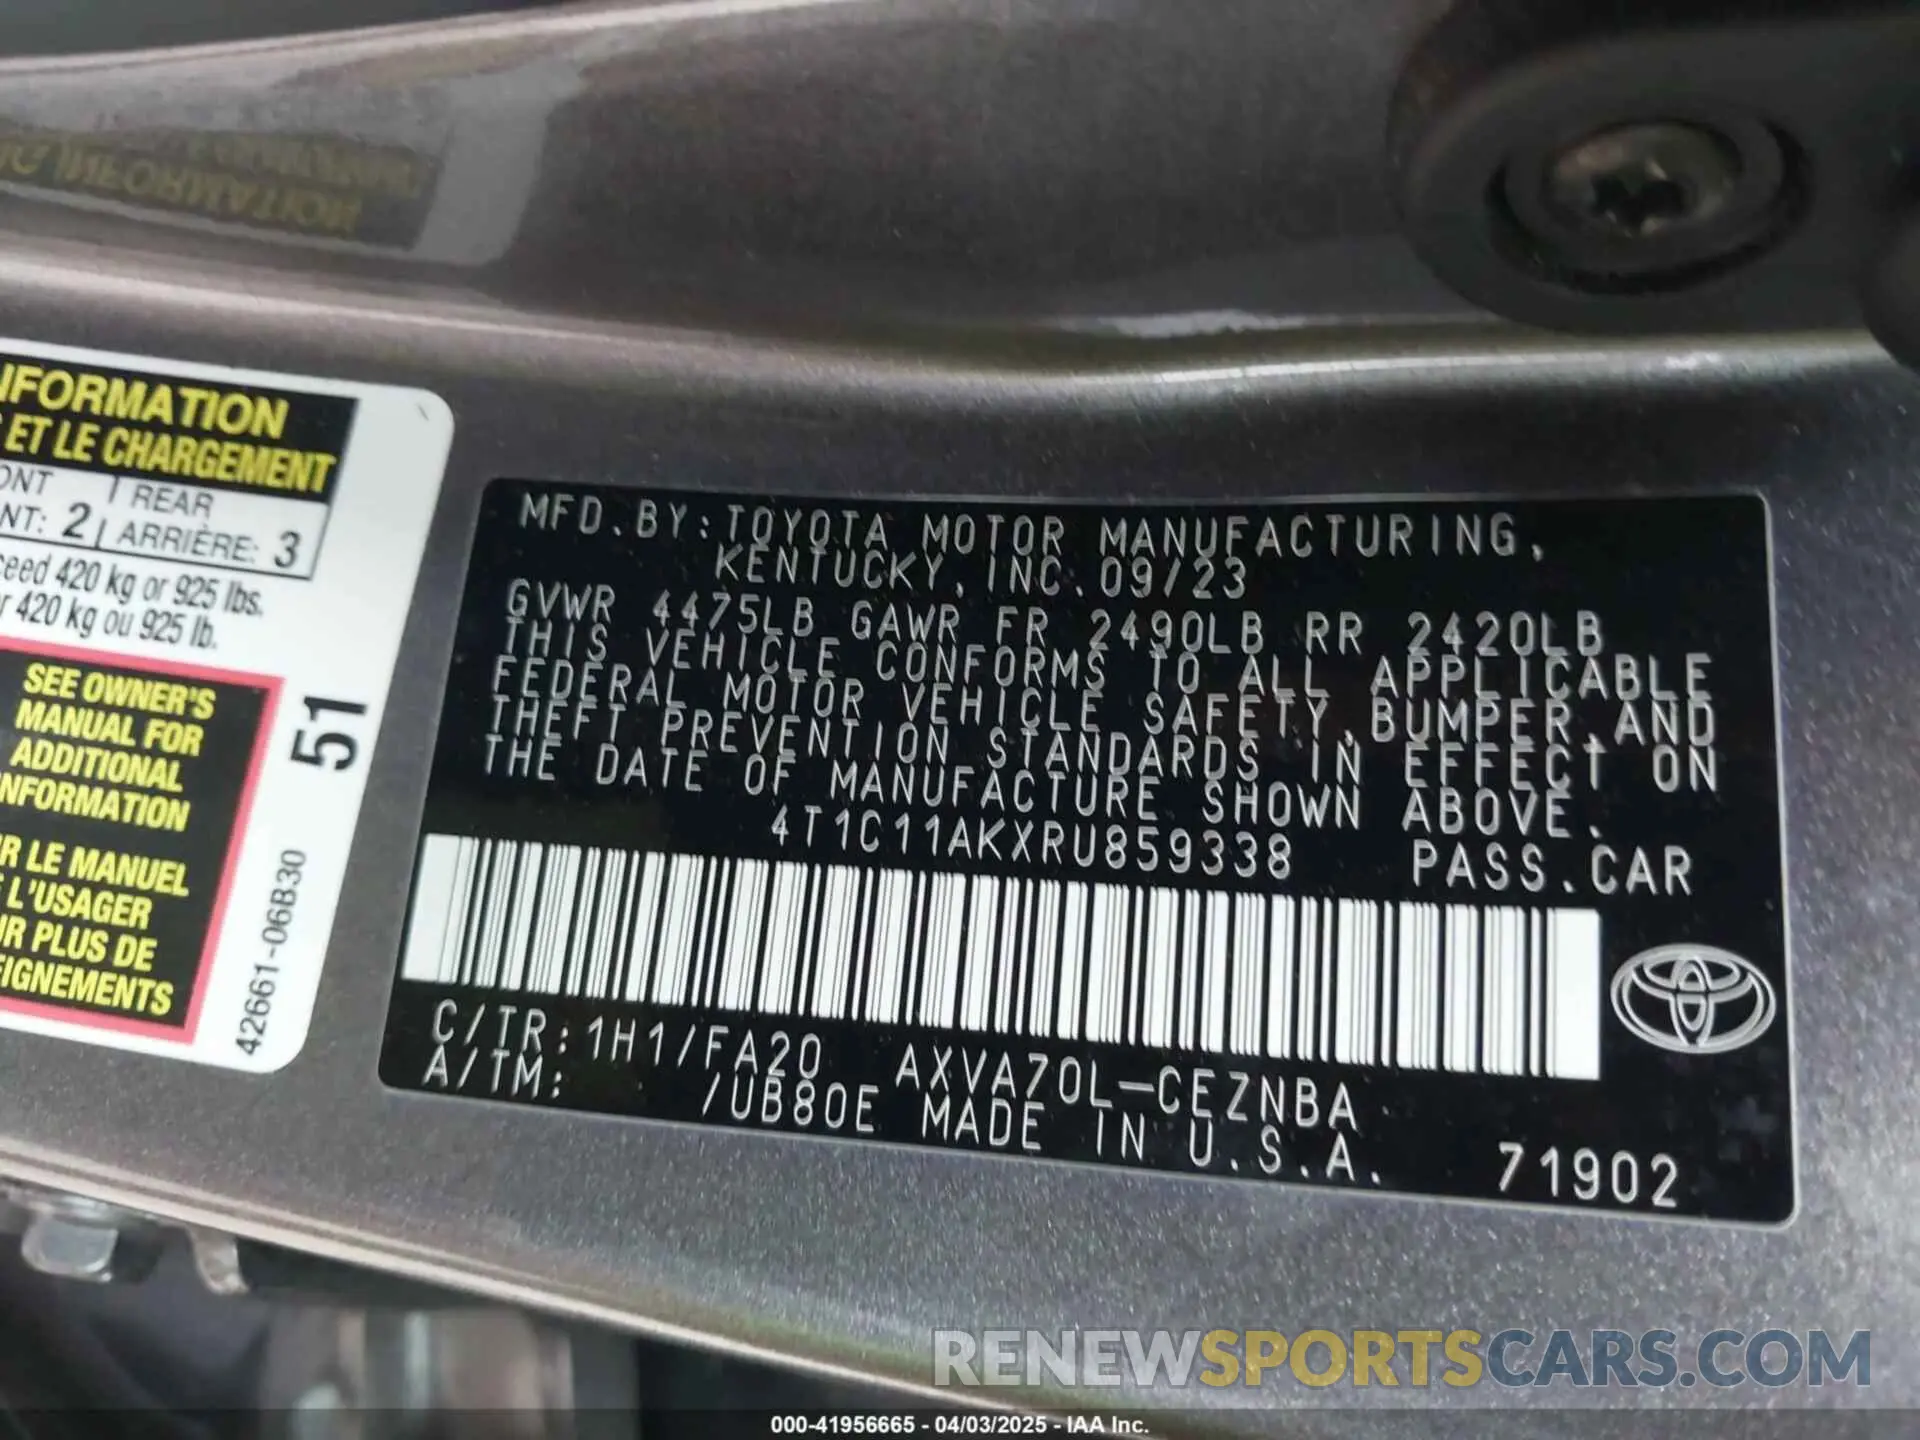 NFORMATION
ET LE CHARGEMENT
ONT REAR
NT: 2 ARRIÈRE: 3
ceed 420 kg or 925 lbs.
r 420 kg ou 925 lb.
SEE OWNER'S
MANUAL FOR
ADDITIONAL
NFORMATION
R LE MANUEL
L'USAGER
R PLUS DE
EIGNEMENTS
51
42661-06B30
MFD.BY:TOYOTA MOTOR MANUFACTURING,
KENTUCKY,INC.09/23
GVWR 4475LB GAWR FR 2490LB RR 2420LB
THIS VEHICLE CONFORMS TO ALL APPLICABLE
FEDERAL MOTOR VEHICLE SAFETY,BUMPER,AND
THEFT PREVENTION STANDARDS IN EFFECT ON
THE DATE OF MANUFACTURE SHOWN ABOVE.
4T1C11AKXRU859338 PASS.CAR
C/TR:1H1/FA20 AXVA70L-CEZNBA
A/TM: /UB80E MADE IN U.S.A. 71902
RENEWSPORTSCARS.COM
000-41956665 - 04/03/2025 - IAA Inc.